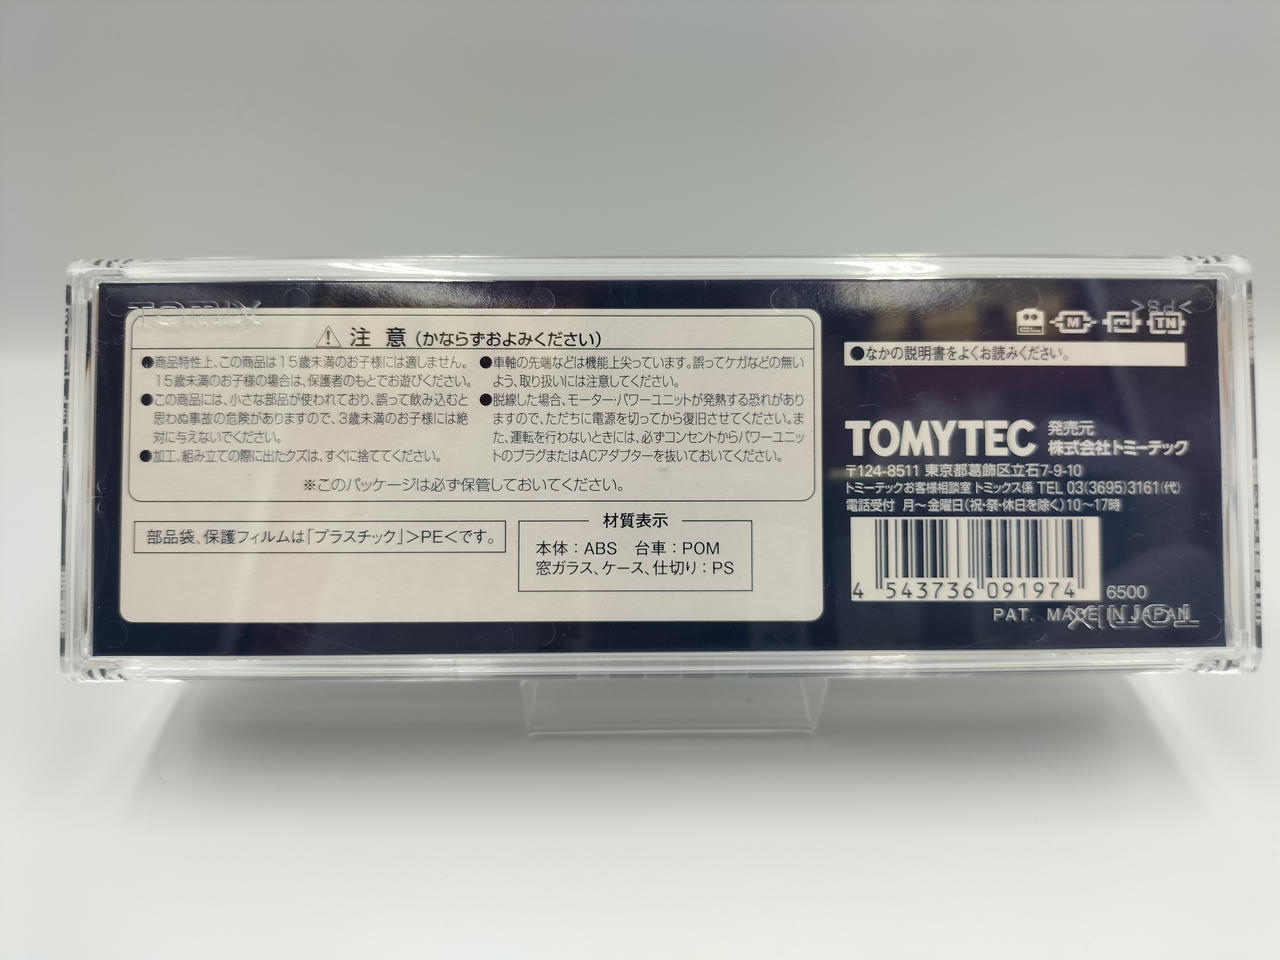 TOMIX
注意(かならずおよみください)
●商品特性上、この商品は15歳未満のお子様には適しません。
15歳未満のお子様の場合は、保護者のもとでお遊びください。
●この商品には、小さな部品が使われており、誤って飲み込むと
思わぬ事故の危険がありますので、3歳未満のお子様には絶
対に与えないでください。
●加工、組み立ての際に出たクズは、すぐに捨ててください。
●車軸の先端などは機能上尖っています。誤ってケガなどの無い
よう、取り扱いには注意してください。
●脱線した場合、モーター・パワーユニットが発熱する恐れがあり
ますので、ただちに電源を切ってから復旧させてください。ま
た、運転を行わないときには、必ずコンセントからパワーユニッ
トのプラグまたはACアダプターを抜いておいてください。
※このパッケージは必ず保管しておいてください。
部品袋、保護フィルムは「プラスチック」>PE<です。
材質表示
本体:ABS 台車:POM
窓ガラス、ケース、仕切り:PS
>PS<
CL M TN
●なかの説明書をよくお読みください。
TOMYTEC 発売元
株式会社トミーテック
〒124-8511 東京都葛飾区立石7-9-10
トミーテックお客様相談室 トミックス係 TEL 03(3695)3161(代)
電話受付 月〜金曜日(祝・祭・休日を除く)10〜17時
4 543736 091974
6500
PAT. MADE IN JAPAN
TOMIX